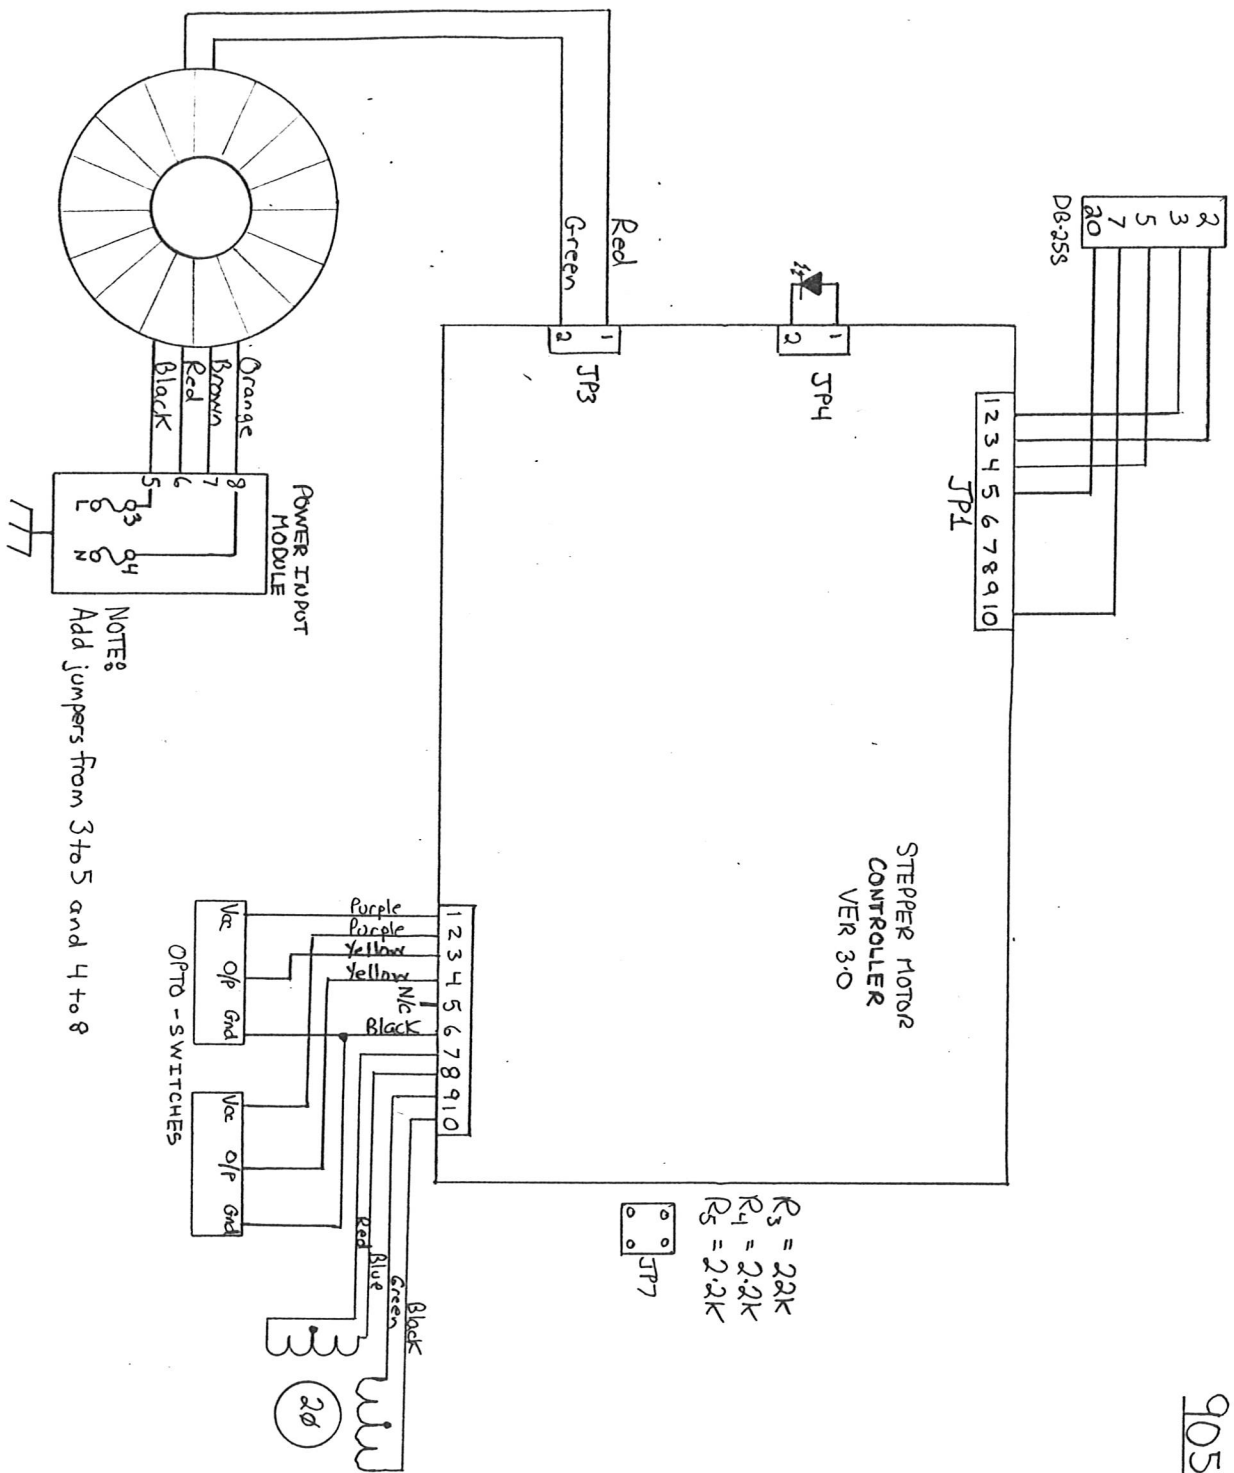 905
2
3
5
7
20
DB-25S
1
2
JP4
Red
Green
1
2
JP3
1 2 3 4 5 6 7 8 9 10
JP1
STEPPER MOTOR
CONTROLLER
VER 3.0
R3 = 22K
R4 = 2.2K
R5 = 2.2K
JP7
Orange
Brown
Red
Black
8
7
6
5
3
4
L
N
POWER INPUT
MODULE
NOTE:
Add jumpers from 3 to 5 and 4 to 8
Purple
Purple
Yellow
Yellow
N/C
Black
1 2 3 4 5 6 7 8 9 10
Vcc O/P Gnd
Vcc O/P Gnd
OPTO-SWITCHES
Red
Blue
Green
Black
2ø